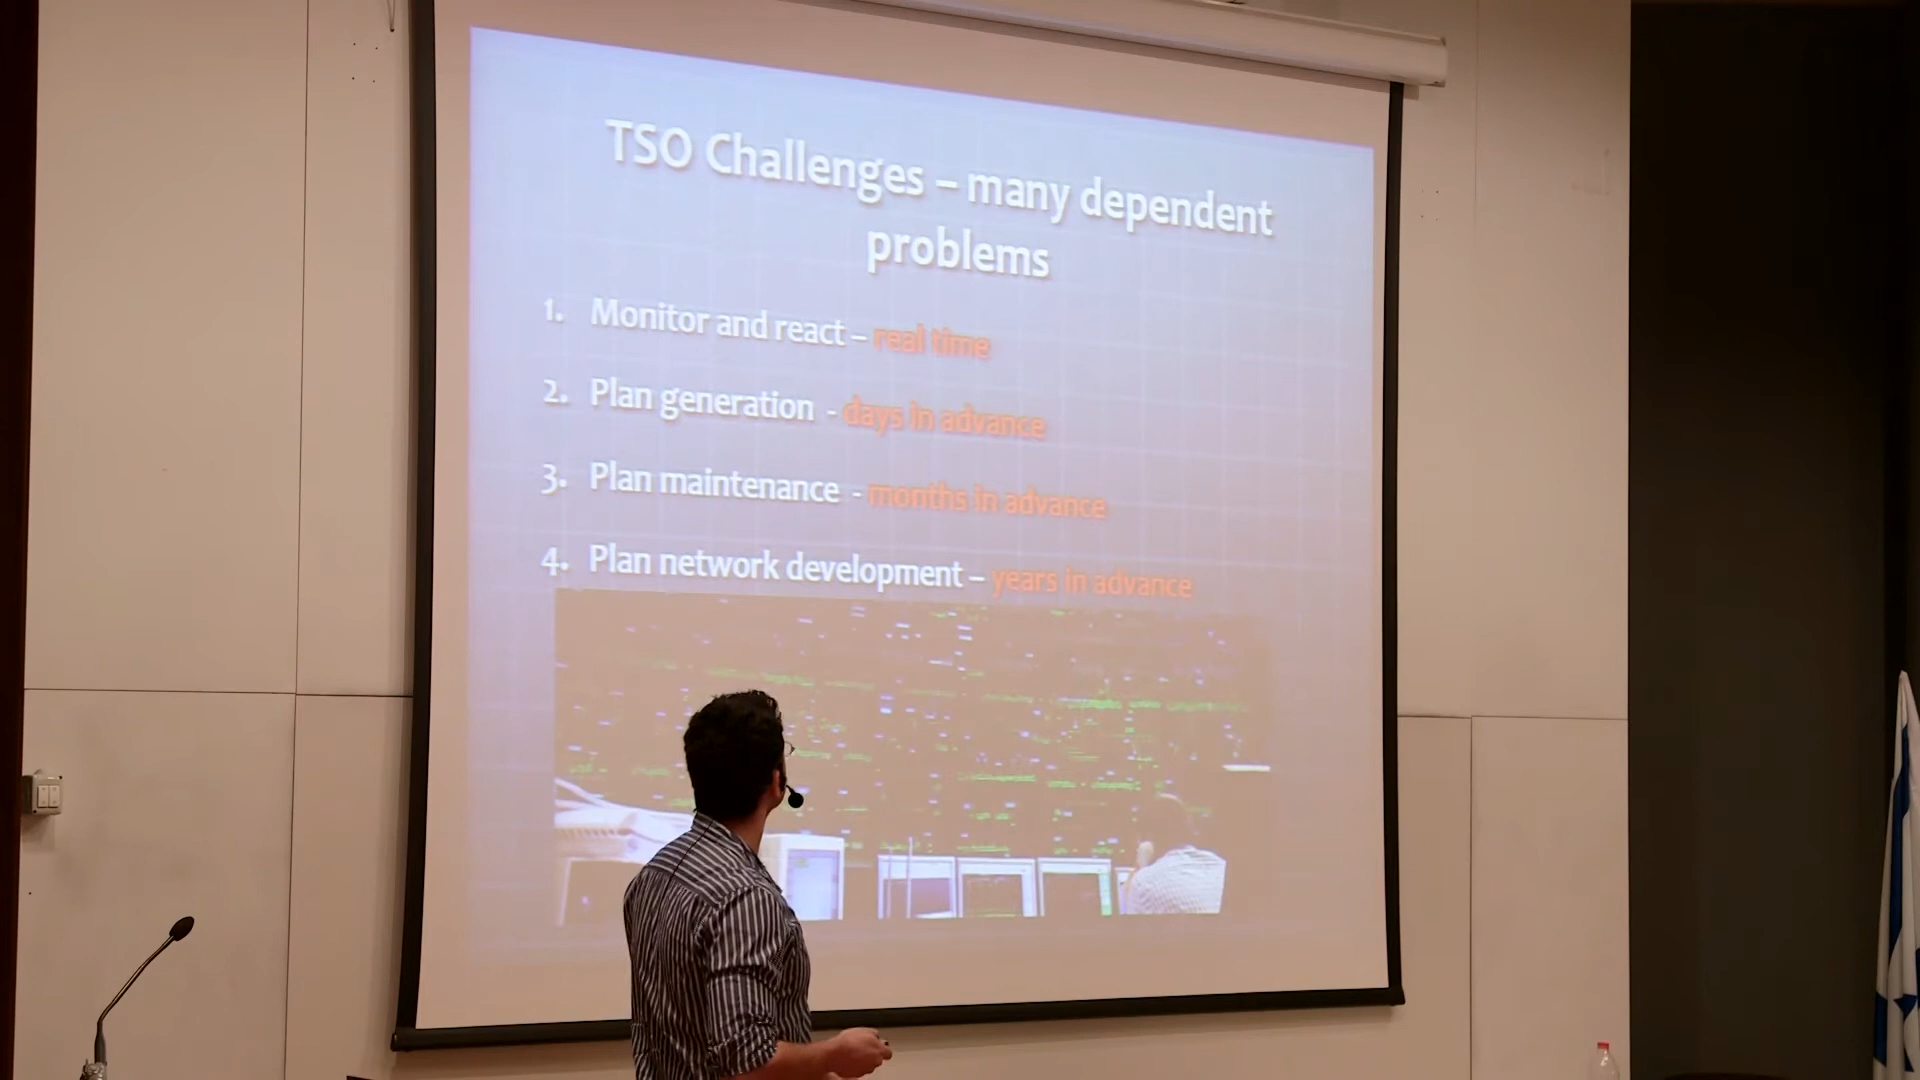 TSO Challenges – many dependent
problems
1. Monitor and react – real time
2. Plan generation - days in advance
3. Plan maintenance - months in advance
4. Plan network development – years in advance